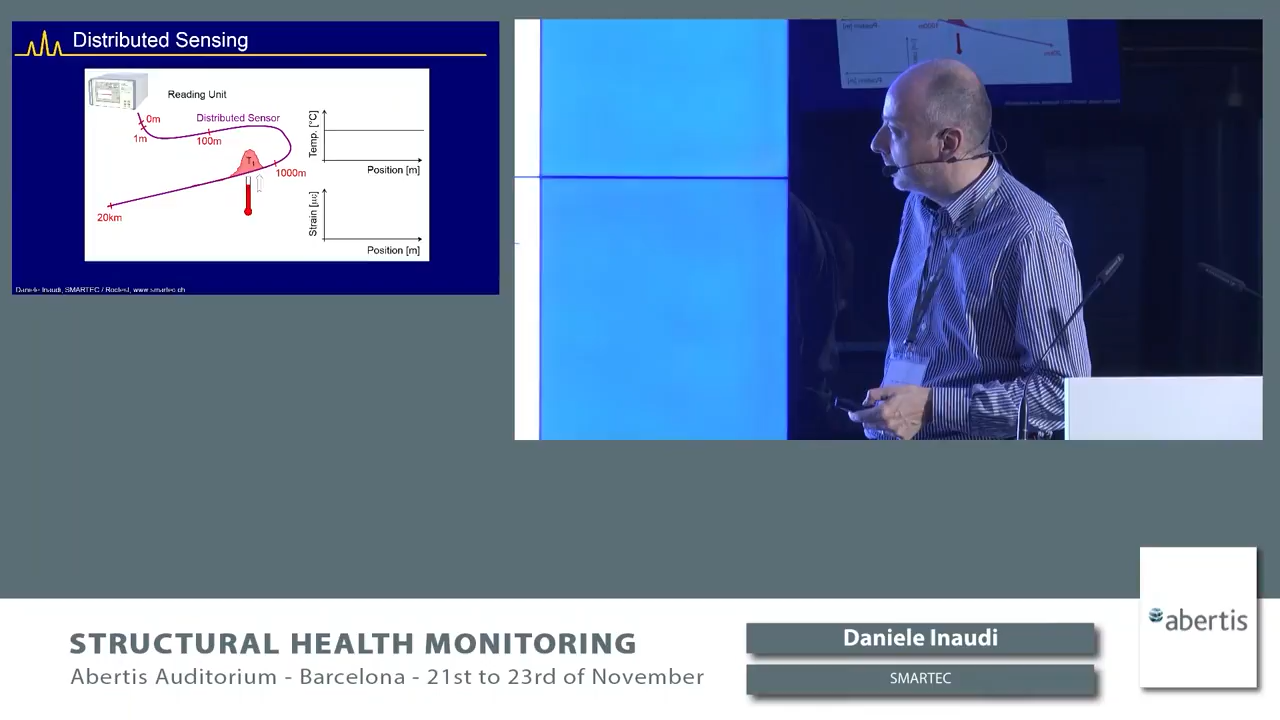 Distributed Sensing
Reading Unit
0m
1m
Distributed Sensor
100m
T1
1000m
20km
Temp. [°C]
Position [m]
Strain [με]
Position [m]
Daniele Inaudi, SMARTEC / Roctest, www.smartec.ch
STRUCTURAL HEALTH MONITORING
Abertis Auditorium - Barcelona - 21st to 23rd of November
Daniele Inaudi
SMARTEC
abertis